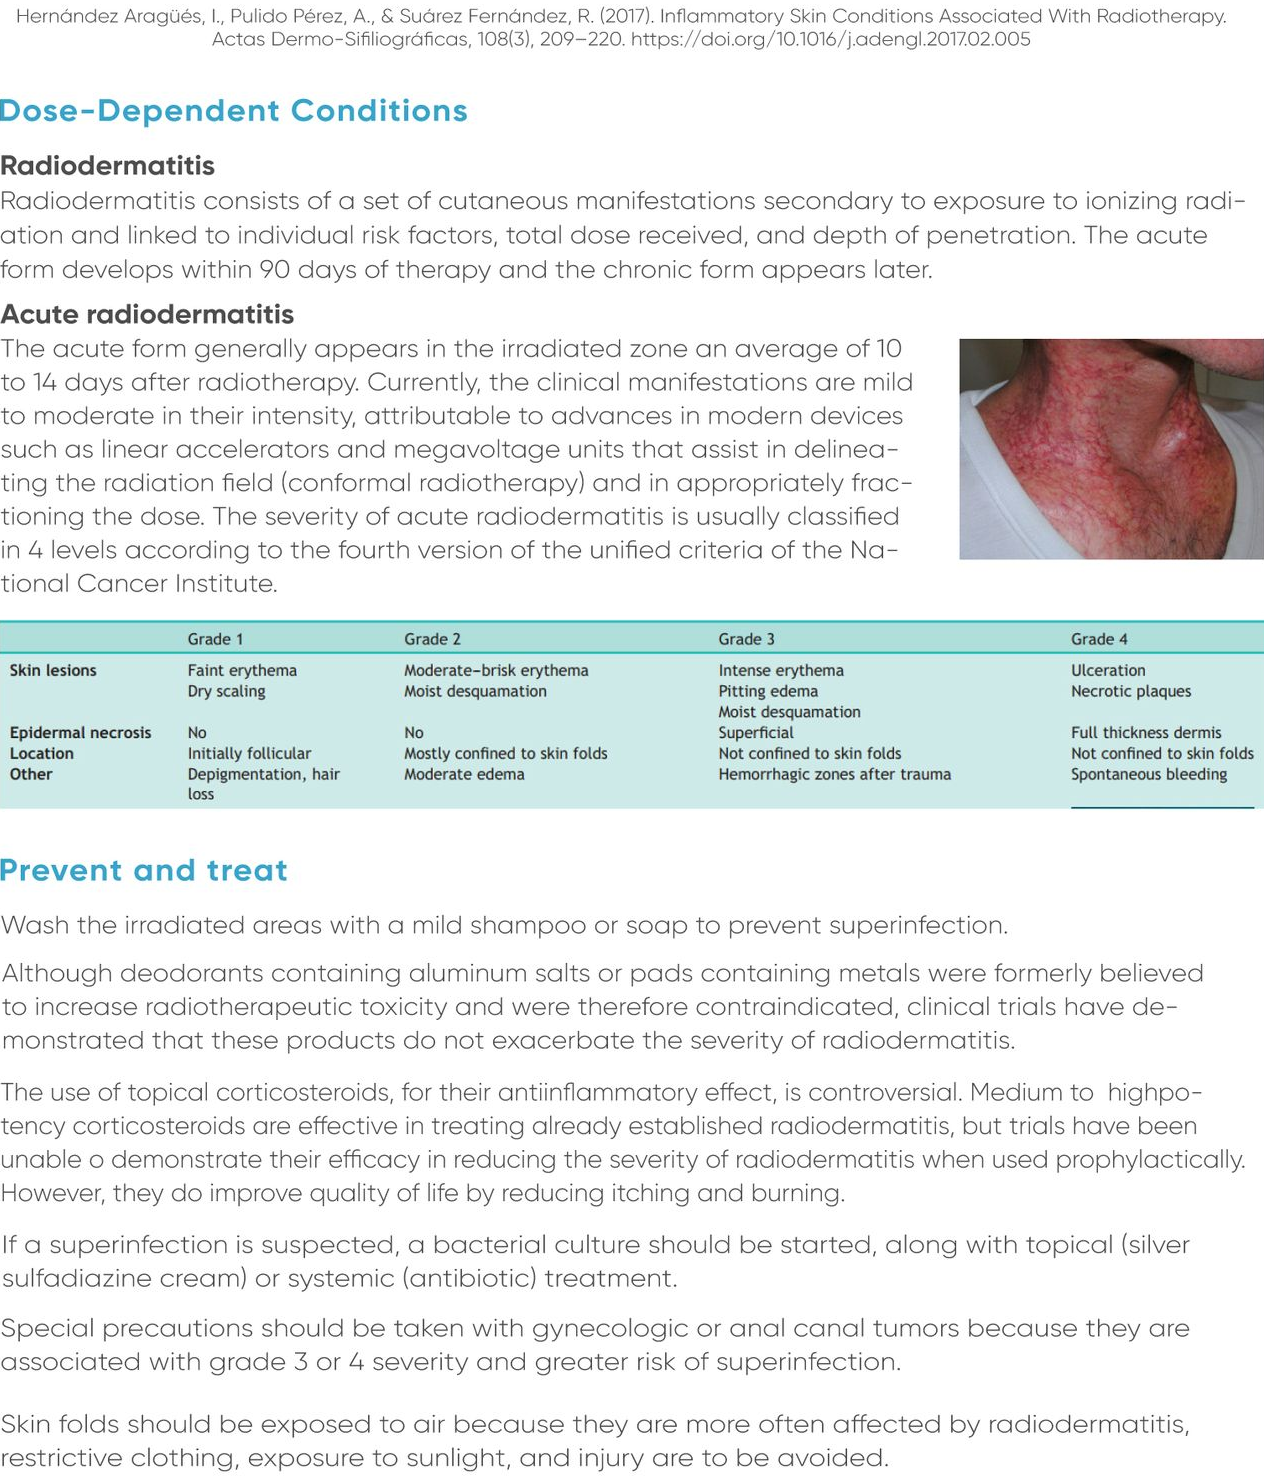 Hernández Aragüés, I., Pulido Pérez, A., & Suárez Fernández, R. (2017). Inflammatory Skin Conditions Associated With Radiotherapy.
Actas Dermo-Sifiliográficas, 108(3), 209–220. https://doi.org/10.1016/j.adengl.2017.02.005
Dose-Dependent Conditions
Radiodermatitis
Radiodermatitis consists of a set of cutaneous manifestations secondary to exposure to ionizing radi-
ation and linked to individual risk factors, total dose received, and depth of penetration. The acute
form develops within 90 days of therapy and the chronic form appears later.
Acute radiodermatitis
The acute form generally appears in the irradiated zone an average of 10
to 14 days after radiotherapy. Currently, the clinical manifestations are mild
to moderate in their intensity, attributable to advances in modern devices
such as linear accelerators and megavoltage units that assist in delinea-
ting the radiation field (conformal radiotherapy) and in appropriately frac-
tioning the dose. The severity of acute radiodermatitis is usually classified
in 4 levels according to the fourth version of the unified criteria of the Na-
tional Cancer Institute.
Grade 1 Grade 2 Grade 3 Grade 4
Skin lesions Faint erythema Moderate–brisk erythema Intense erythema Ulceration
Dry scaling Moist desquamation Pitting edema Necrotic plaques
Moist desquamation
Epidermal necrosis No No Superficial Full thickness dermis
Location Initially follicular Mostly confined to skin folds Not confined to skin folds Not confined to skin folds
Other Depigmentation, hair Moderate edema Hemorrhagic zones after trauma Spontaneous bleeding
loss
Prevent and treat
Wash the irradiated areas with a mild shampoo or soap to prevent superinfection.
Although deodorants containing aluminum salts or pads containing metals were formerly believed
to increase radiotherapeutic toxicity and were therefore contraindicated, clinical trials have de-
monstrated that these products do not exacerbate the severity of radiodermatitis.
The use of topical corticosteroids, for their antiinflammatory effect, is controversial. Medium to highpo-
tency corticosteroids are effective in treating already established radiodermatitis, but trials have been
unable o demonstrate their efficacy in reducing the severity of radiodermatitis when used prophylactically.
However, they do improve quality of life by reducing itching and burning.
If a superinfection is suspected, a bacterial culture should be started, along with topical (silver
sulfadiazine cream) or systemic (antibiotic) treatment.
Special precautions should be taken with gynecologic or anal canal tumors because they are
associated with grade 3 or 4 severity and greater risk of superinfection.
Skin folds should be exposed to air because they are more often affected by radiodermatitis,
restrictive clothing, exposure to sunlight, and injury are to be avoided.